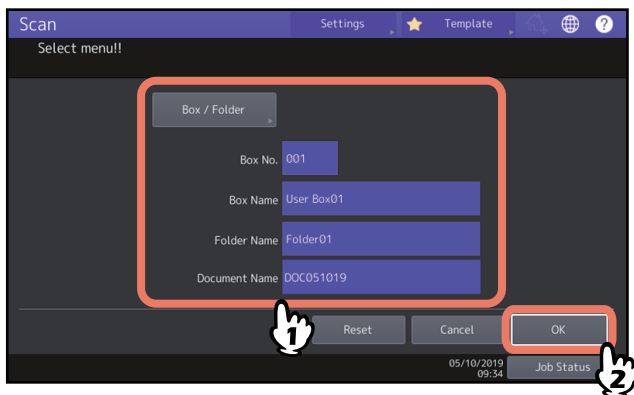 Scan
Settings
Template
?
Select menu!!
Box / Folder
Box No. 001
Box Name User Box01
Folder Name Folder01
Document Name DOC051019
1
Reset
Cancel
OK
05/10/2019
09:34
Job Status
2